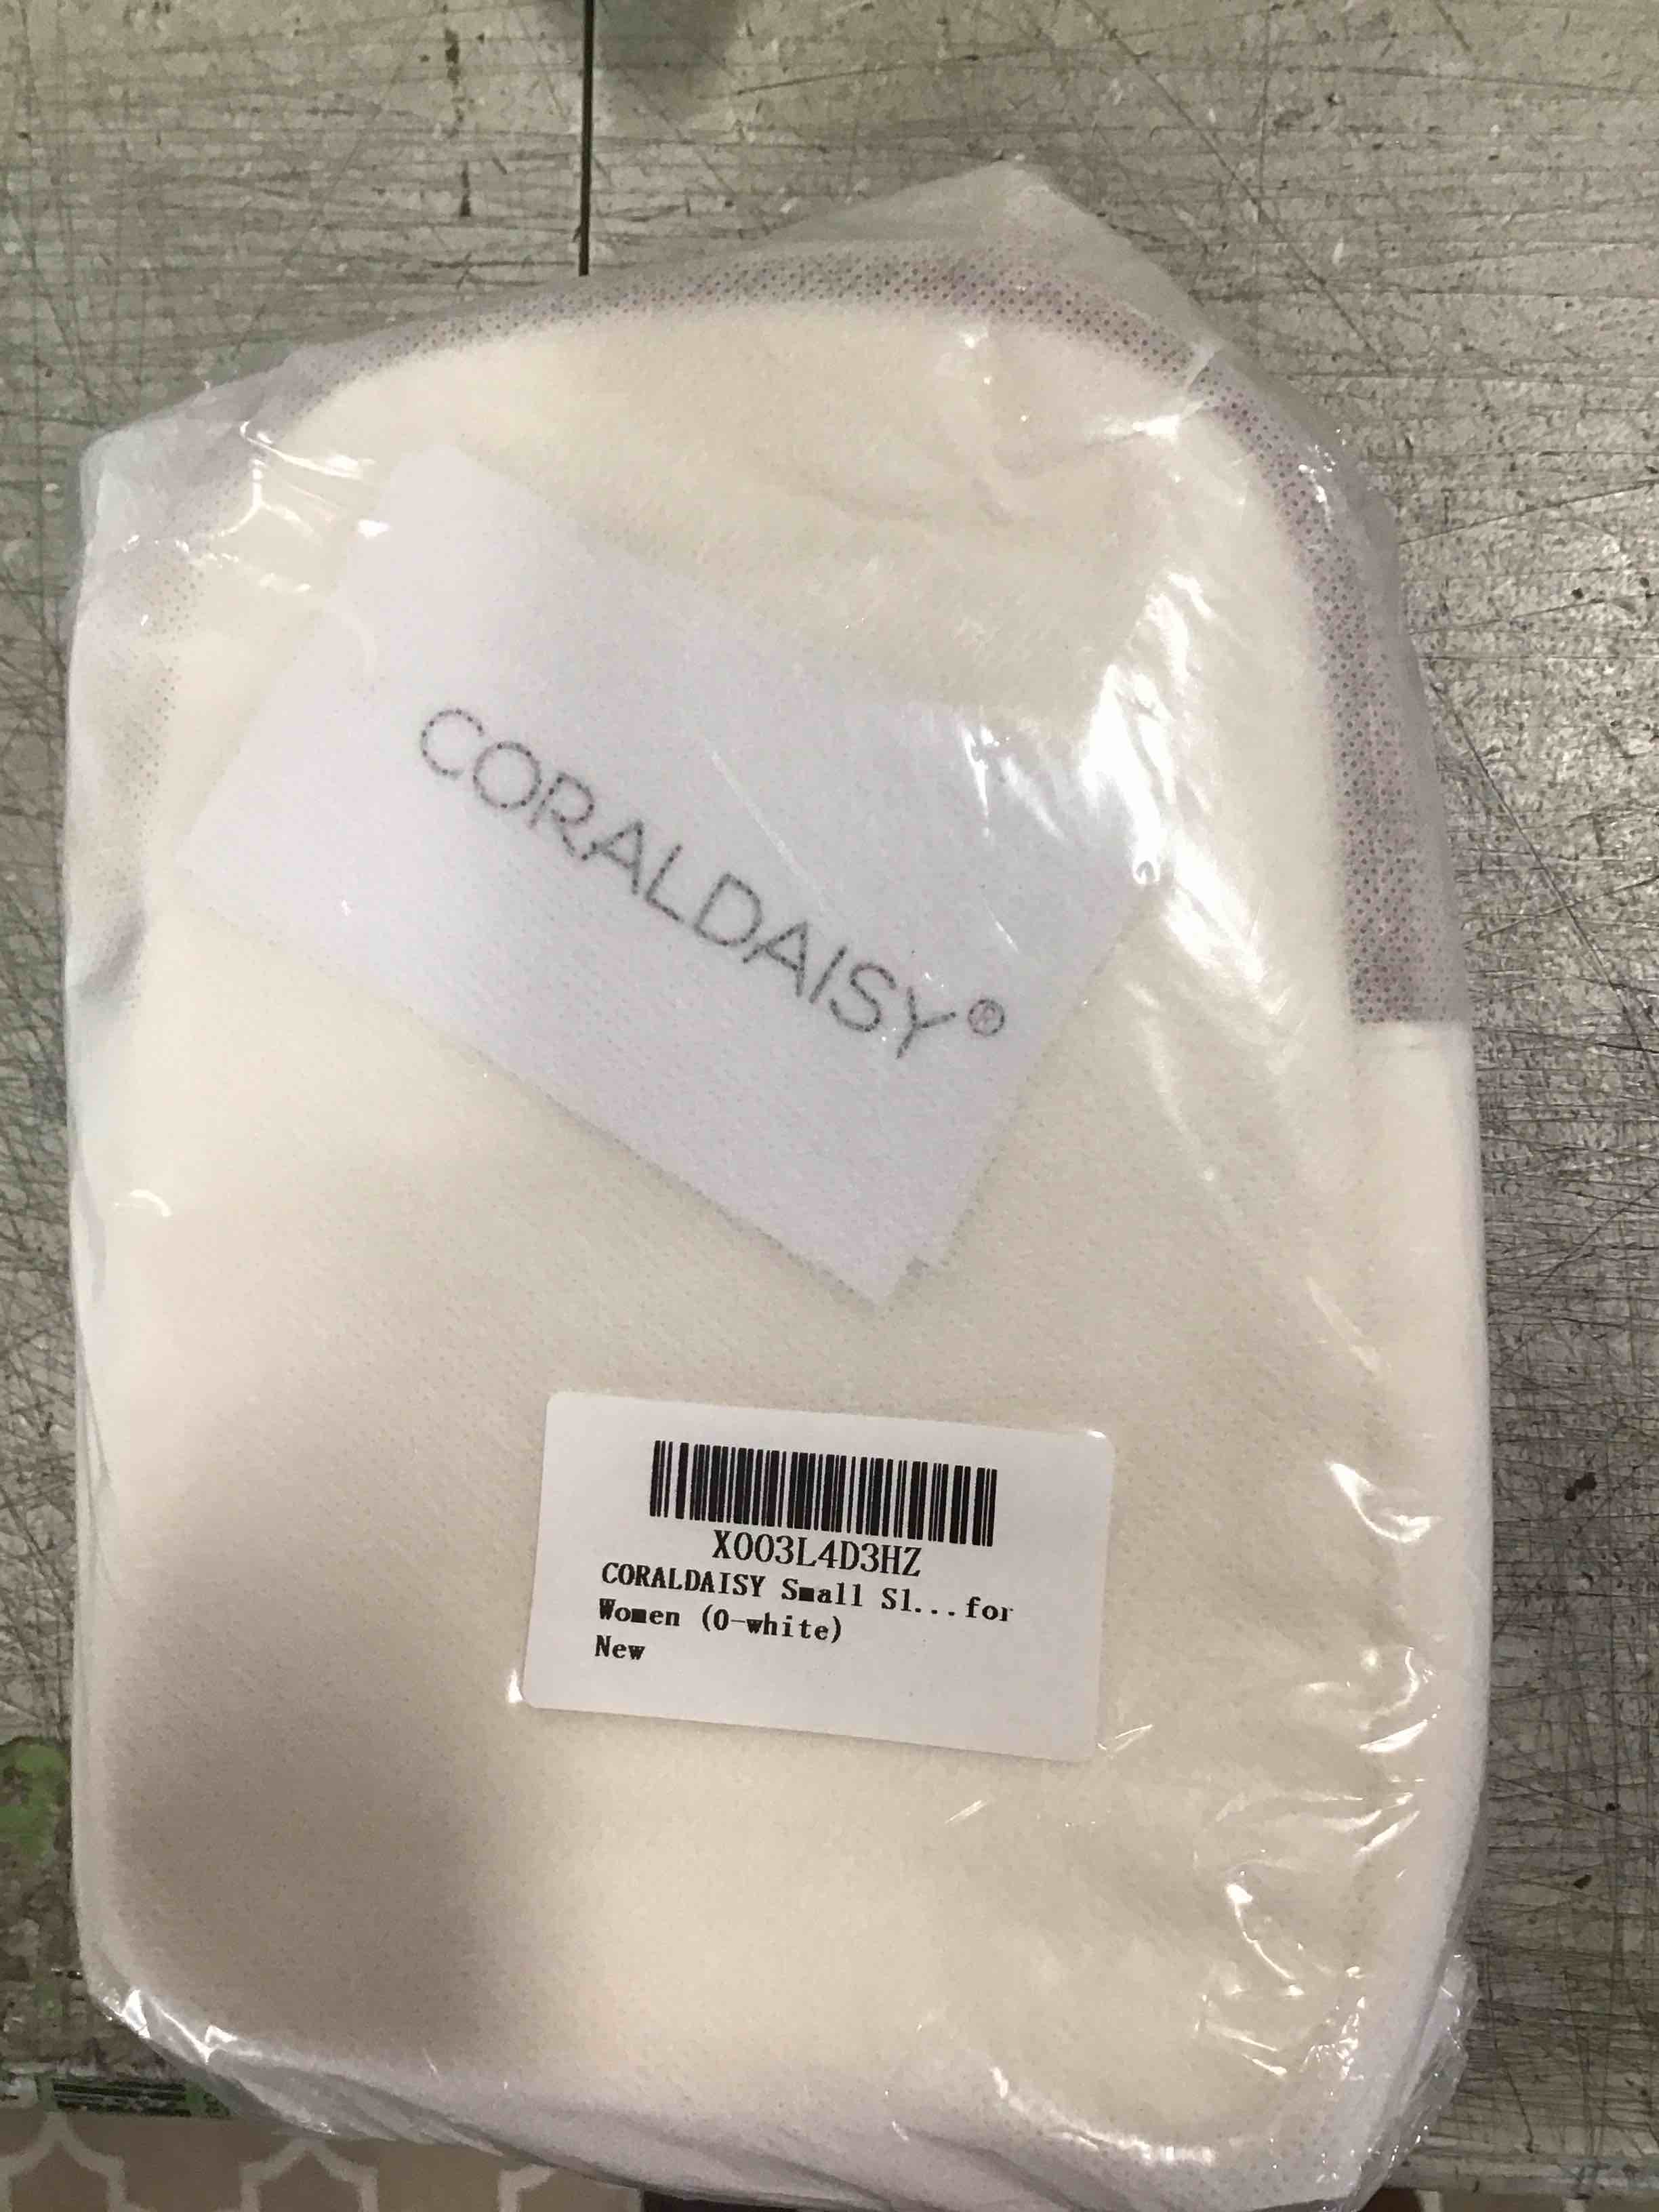 CORALDAISY®
X003L4D3HZ
CORALDAISY Small Sl...for
Women (0-white)
New